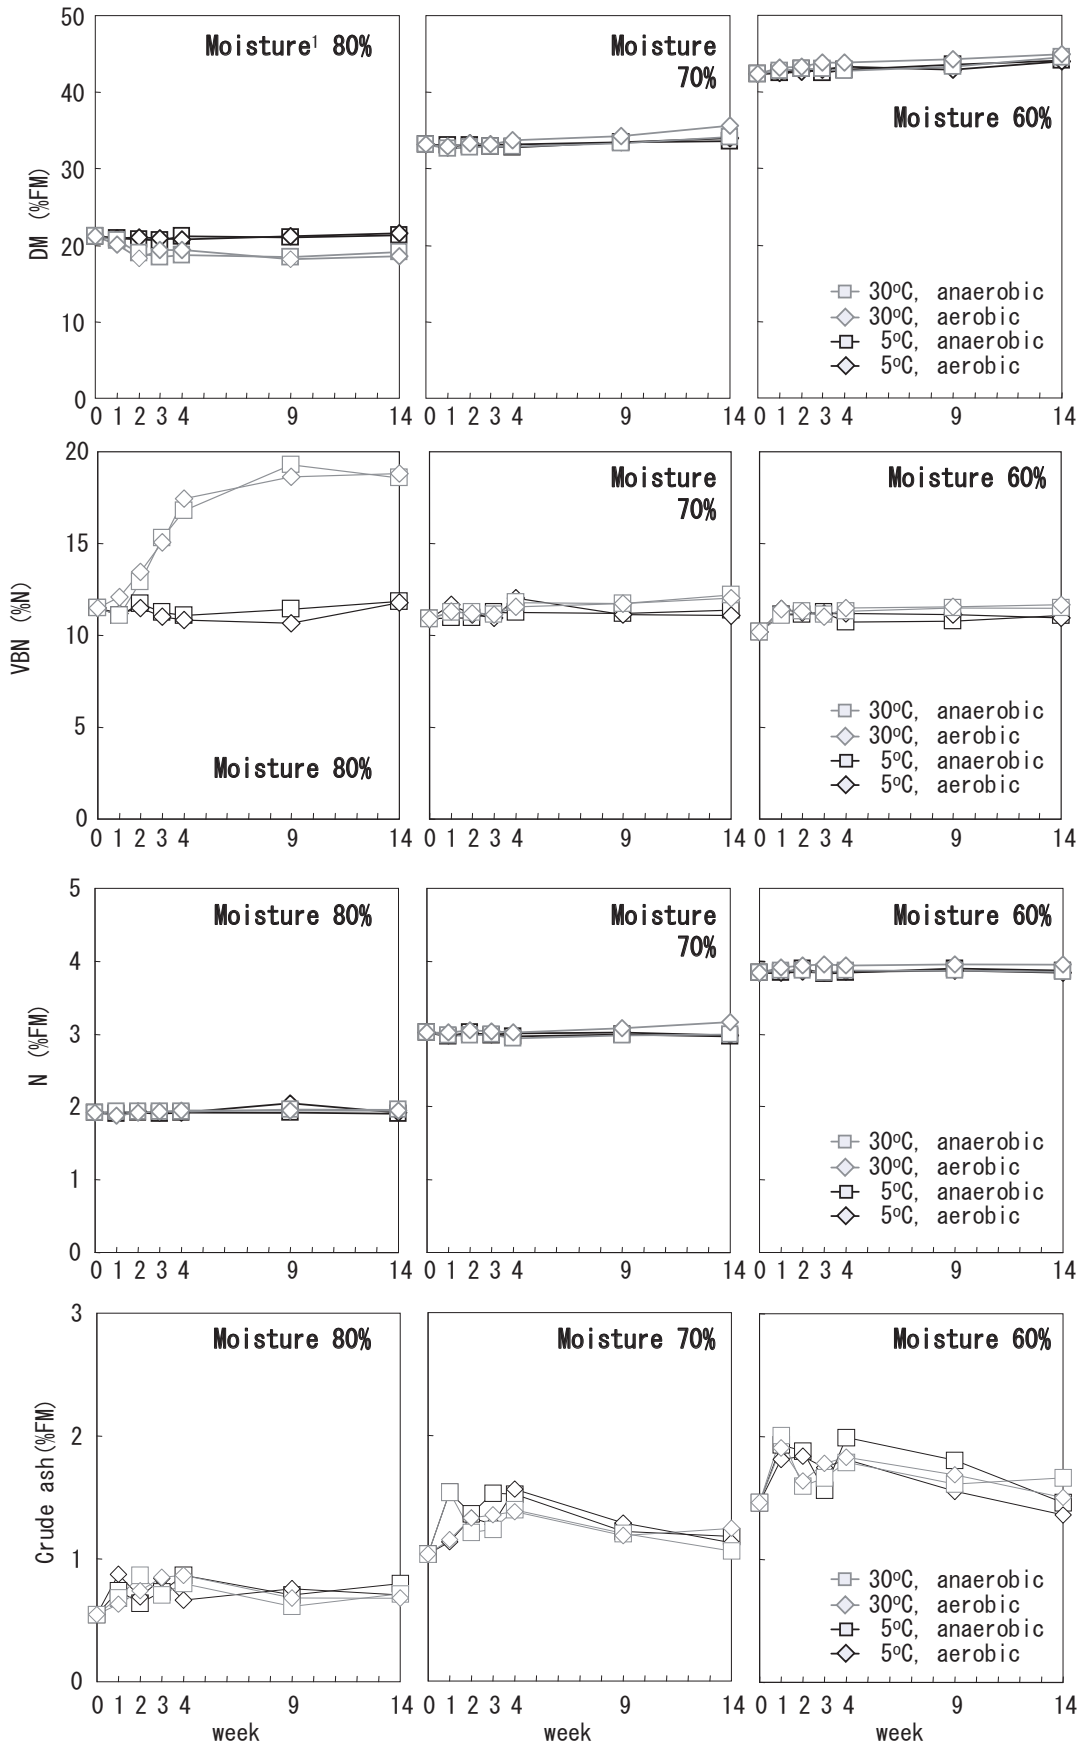 50
40
30
20
10
0
DM (%FM)
Moisture¹ 80%
Moisture
70%
Moisture 60%
30ºC, anaerobic
30ºC, aerobic
5ºC, anaerobic
5ºC, aerobic
0 1 2 3 4 9 14
0 1 2 3 4 9 14
0 1 2 3 4 9 14
20
15
10
5
0
VBN (%N)
Moisture 80%
Moisture
70%
Moisture 60%
30ºC, anaerobic
30ºC, aerobic
5ºC, anaerobic
5ºC, aerobic
0 1 2 3 4 9 14
0 1 2 3 4 9 14
0 1 2 3 4 9 14
5
4
3
2
1
0
N (%FM)
Moisture 80%
Moisture
70%
Moisture 60%
30ºC, anaerobic
30ºC, aerobic
5ºC, anaerobic
5ºC, aerobic
0 1 2 3 4 9 14
0 1 2 3 4 9 14
0 1 2 3 4 9 14
3
2
1
0
Crude ash(%FM)
Moisture 80%
Moisture 70%
Moisture 60%
30ºC, anaerobic
30ºC, aerobic
5ºC, anaerobic
5ºC, aerobic
0 1 2 3 4 9 14
0 1 2 3 4 9 14
0 1 2 3 4 9 14
week
week
week